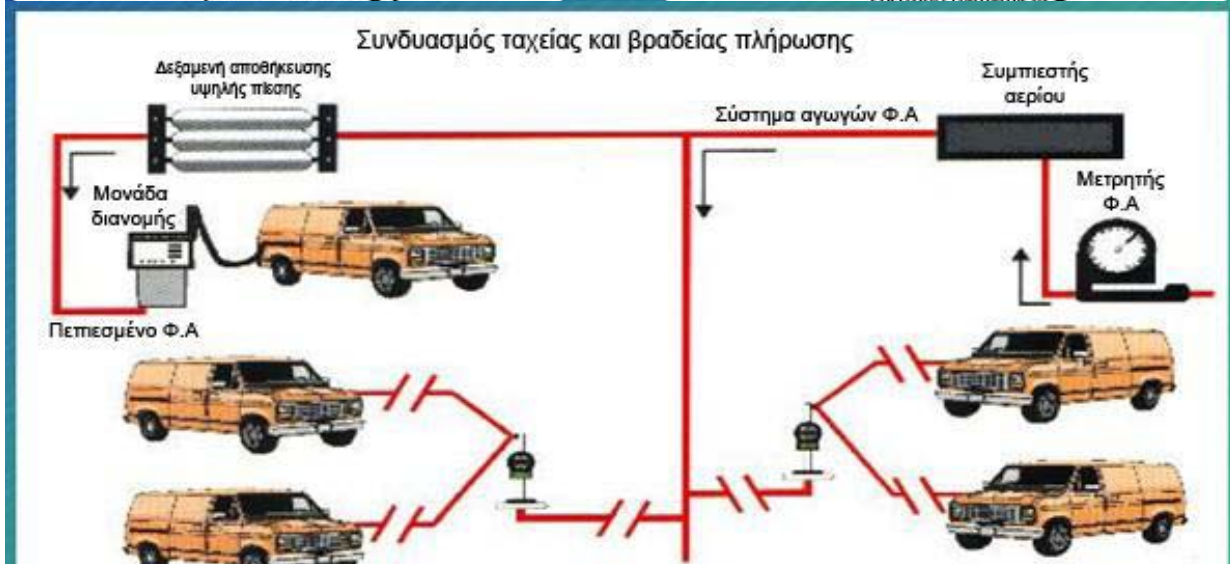 Συνδυασμός ταχείας και βραδείας πλήρωσης
Δεξαμενή αποθήκευσης
υψηλής πίεσης
Συμπιεστής
αερίου
Σύστημα αγωγών Φ.Α
Μονάδα
διανομής
Μετρητής
Φ.Α
Πεπιεσμένο Φ.Α